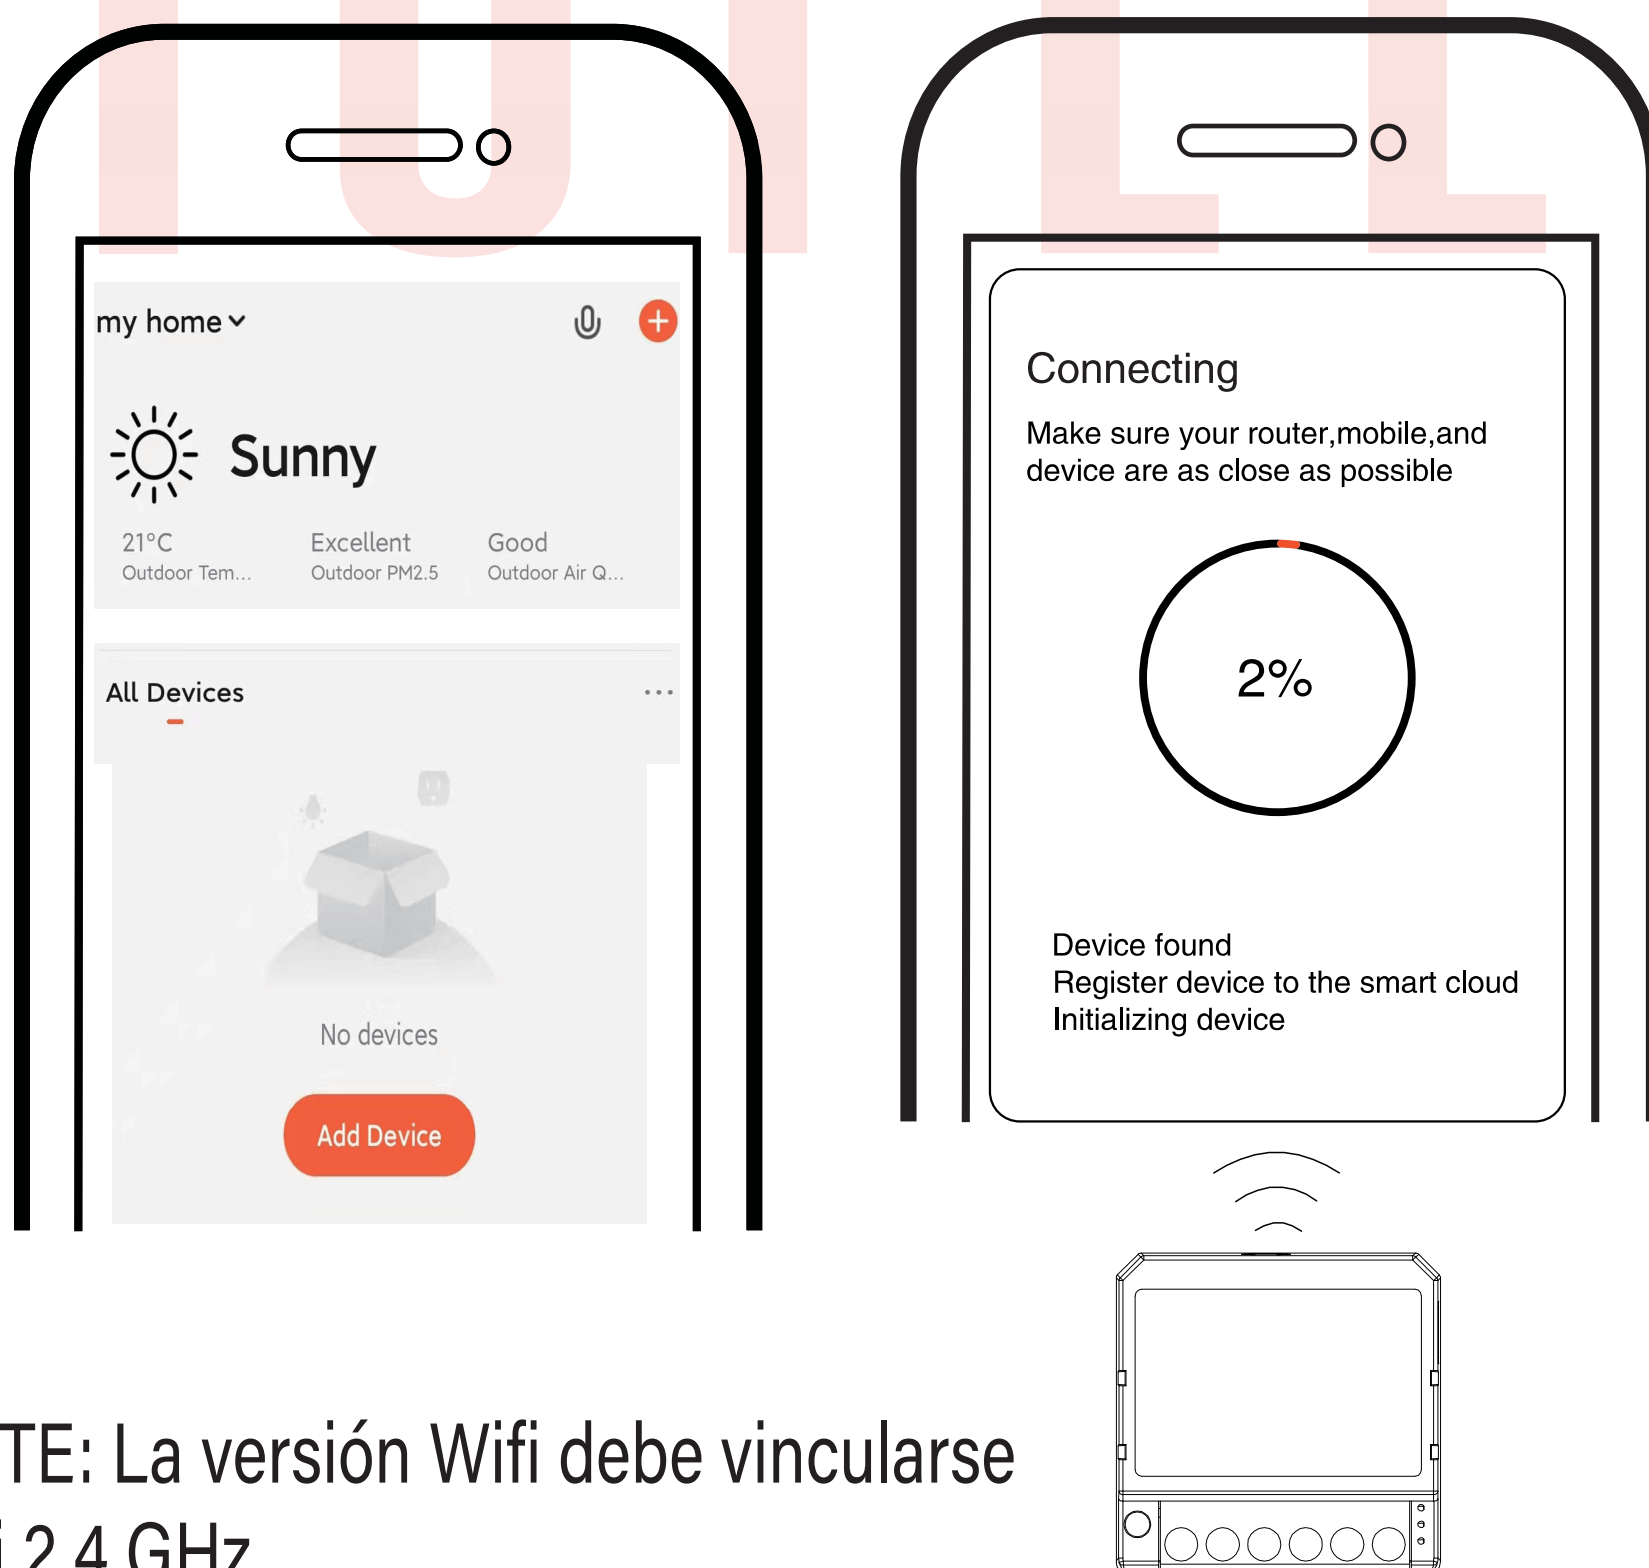 my home
Sunny
21°C
Outdoor Tem...
Excellent
Outdoor PM2.5
Good
Outdoor Air Q...
All Devices
No devices
Add Device
Connecting
Make sure your router,mobile,and
device are as close as possible
2%
Device found
Register device to the smart cloud
Initializing device
TE: La versión Wifi debe vincularse
i 2.4 GHz